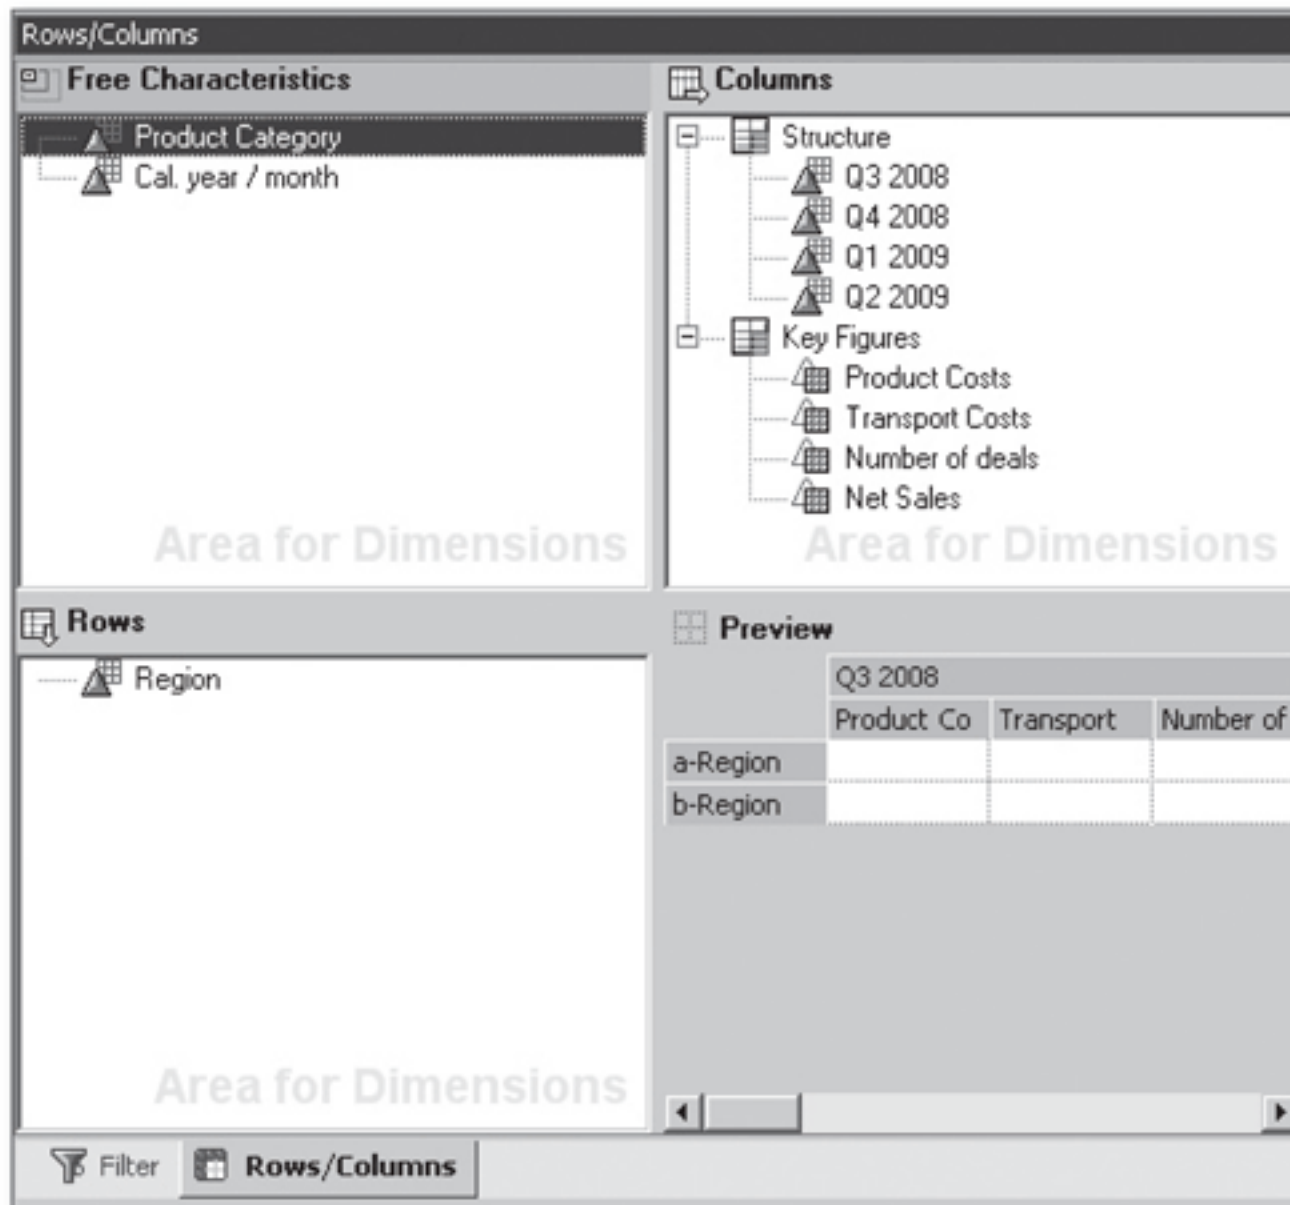 Rows/Columns
Free Characteristics
Product Category
Cal. year / month
Area for Dimensions
Columns
Structure
Q3 2008
Q4 2008
Q1 2009
Q2 2009
Key Figures
Product Costs
Transport Costs
Number of deals
Net Sales
Area for Dimensions
Rows
Region
Area for Dimensions
Preview
Q3 2008
Product Co Transport Number of
a-Region
b-Region
Filter Rows/Columns